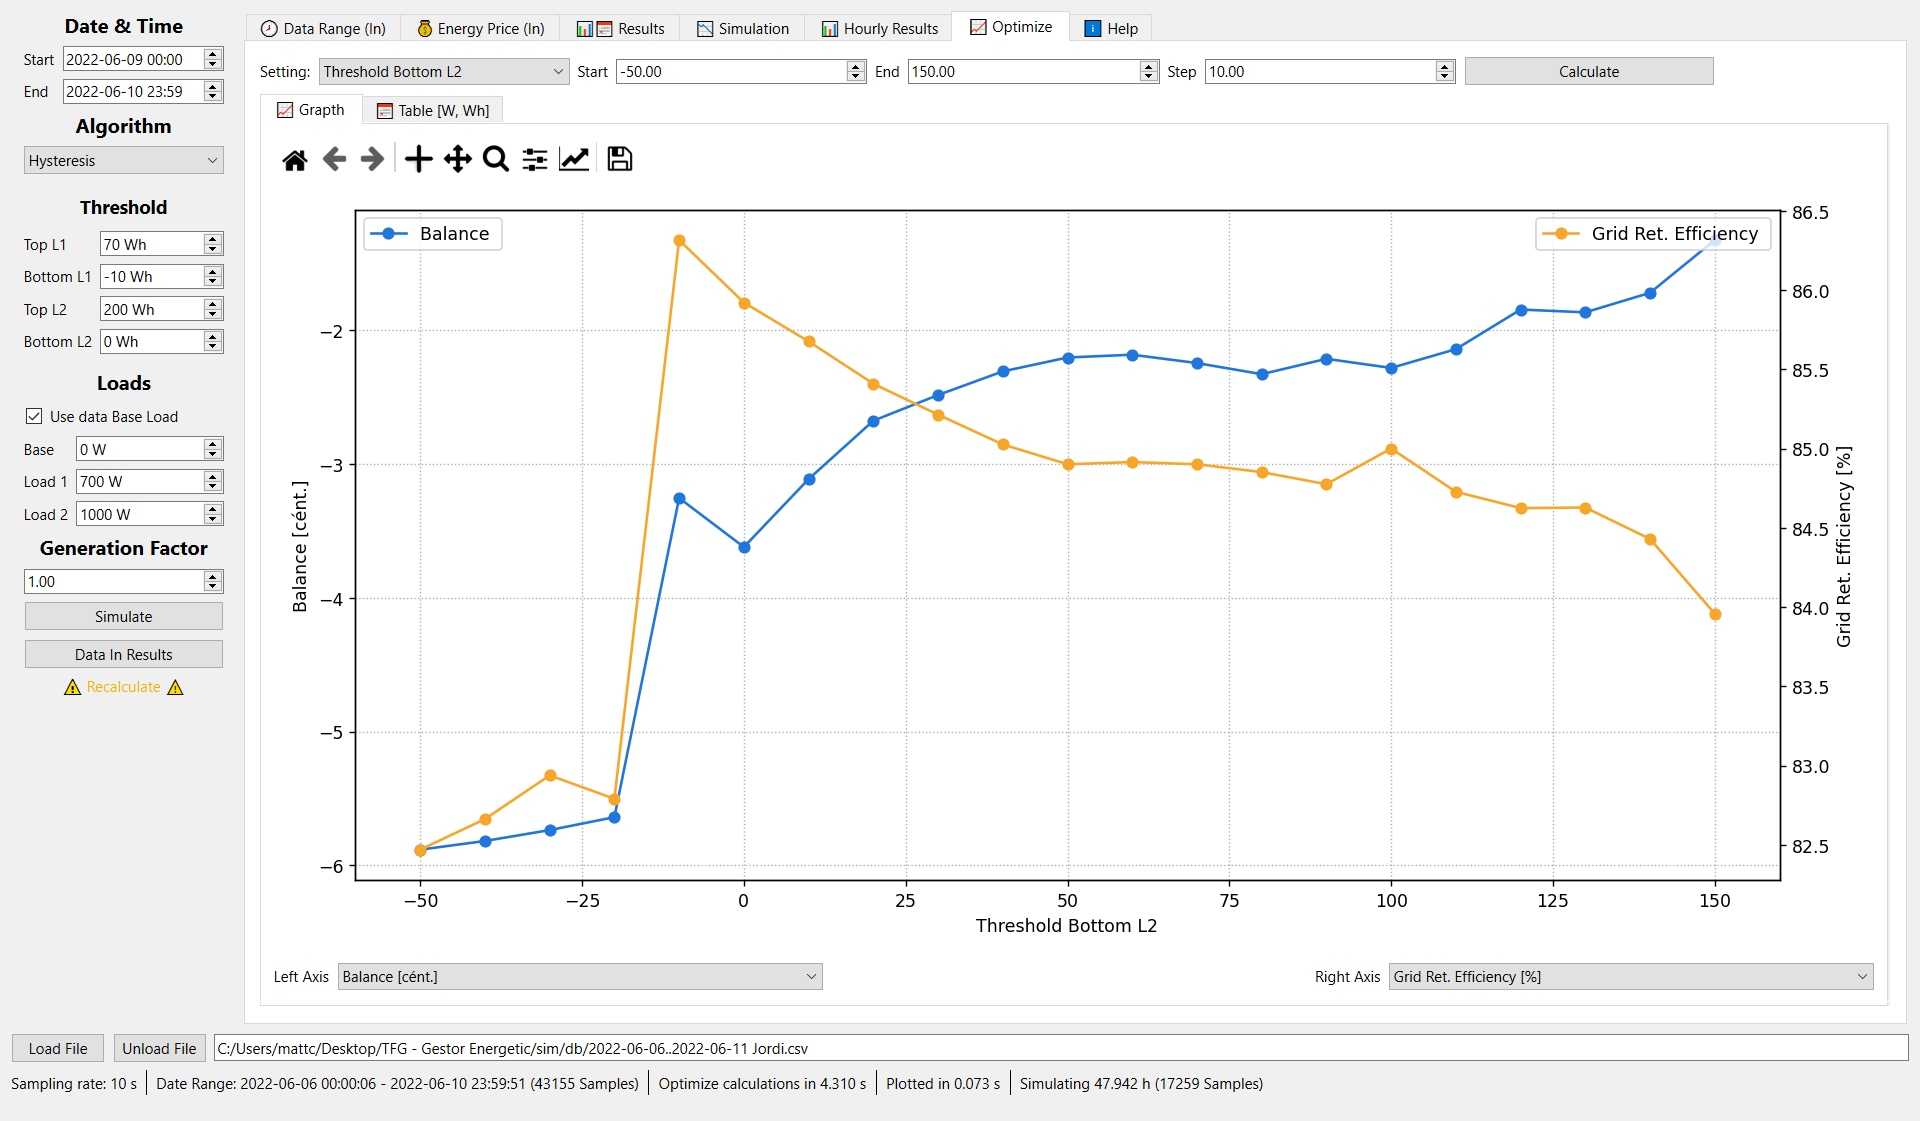 Date & Time
Start 2022-06-09 00:00
End 2022-06-10 23:59
Algorithm
Hysteresis
Threshold
Top L1 70 Wh
Bottom L1 -10 Wh
Top L2 200 Wh
Bottom L2 0 Wh
Loads
Use data Base Load
Base 0 W
Load 1 700 W
Load 2 1000 W
Generation Factor
1.00
Simulate
Data In Results
Recalculate
Data Range (In) Energy Price (In) Results Simulation Hourly Results Optimize Help
Setting: Threshold Bottom L2 Start -50.00 End 150.00 Step 10.00 Calculate
Grapth Table [W, Wh]
Balance
Grid Ret. Efficiency
Balance [cént.]
−2
−3
−4
−5
−6
86.5
86.0
85.5
85.0
84.5
84.0
83.5
83.0
82.5
Grid Ret. Efficiency [%]
−50 −25 0 25 50 75 100 125 150
Threshold Bottom L2
Left Axis Balance [cént.] Right Axis Grid Ret. Efficiency [%]
Load File Unload File C:/Users/mattc/Desktop/TFG - Gestor Energetic/sim/db/2022-06-06..2022-06-11 Jordi.csv
Sampling rate: 10 s Date Range: 2022-06-06 00:00:06 - 2022-06-10 23:59:51 (43155 Samples) Optimize calculations in 4.310 s Plotted in 0.073 s Simulating 47.942 h (17259 Samples)